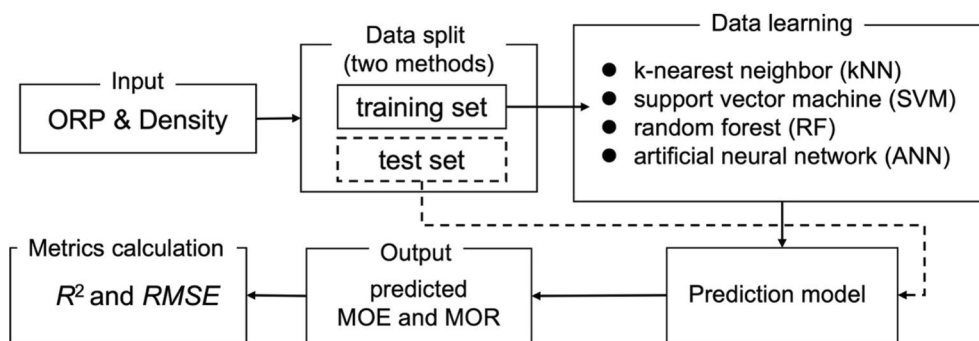 Input
ORP & Density
Data split
(two methods)
training set
test set
Data learning
● k-nearest neighbor (kNN)
● support vector machine (SVM)
● random forest (RF)
● artificial neural network (ANN)
Metrics calculation
R² and RMSE
Output
predicted
MOE and MOR
Prediction model